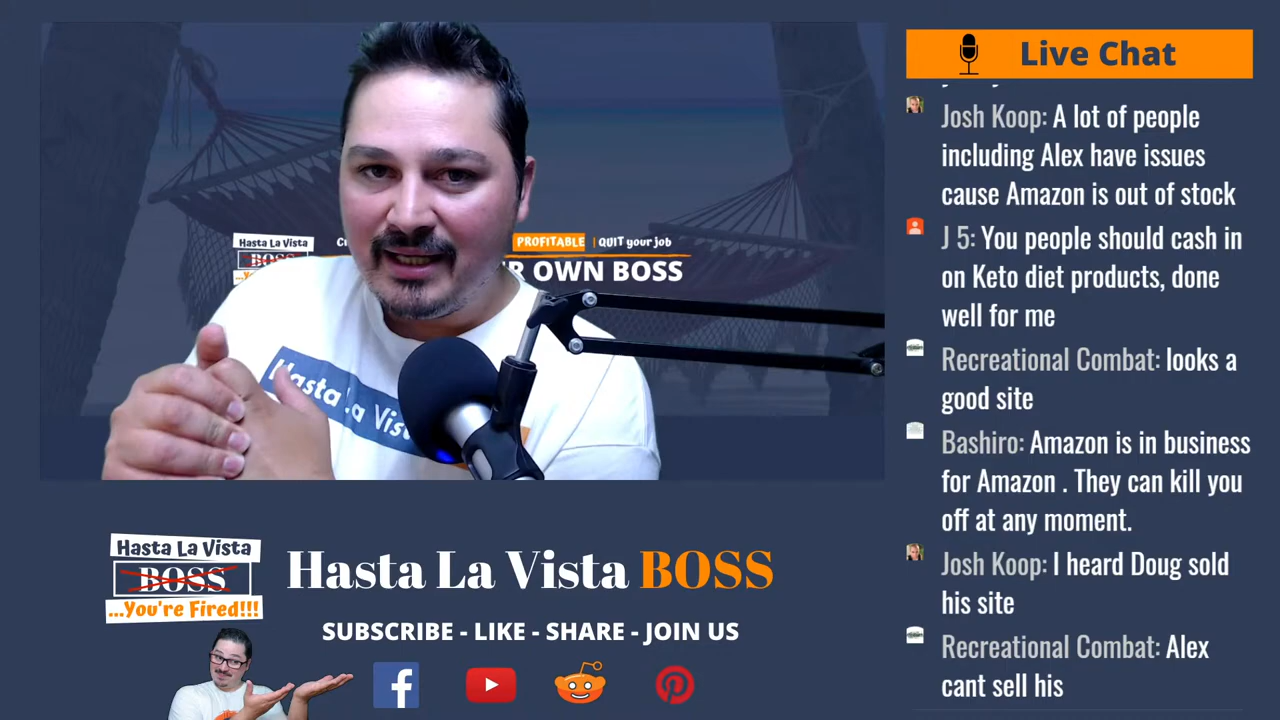 Live Chat
Josh Koop: A lot of people
including Alex have issues
cause Amazon is out of stock
J 5: You people should cash in
on Keto diet products, done
well for me
Recreational Combat: looks a
good site
Bashiro: Amazon is in business
for Amazon . They can kill you
off at any moment.
Josh Koop: I heard Doug sold
his site
Recreational Combat: Alex
cant sell his
Hasta La Vista
BOSS
PROFITABLE | QUIT your job
OWN BOSS
Hasta La Vis
Hasta La Vista
BOSS
...You're Fired!!!
Hasta La Vista BOSS
SUBSCRIBE - LIKE - SHARE - JOIN US